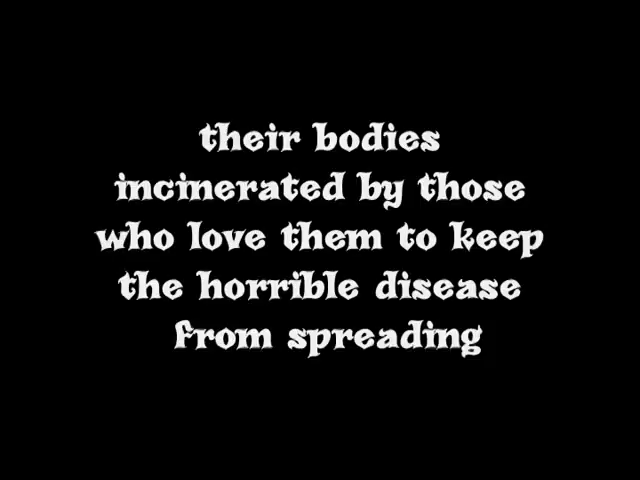 their bodies
incinerated by those
who love them to keep
the horrible disease
from spreading